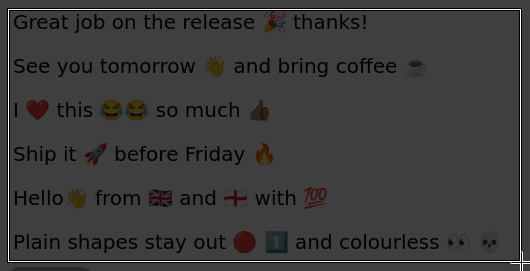 Great job on the release 🎉 thanks!
See you tomorrow 👋 and bring coffee ☕
I ❤️ this 😂😂 so much 👍🏾
Ship it 🚀 before Friday 🔥
Hello👋 from 🇬🇧 and 🏴󠁧󠁢󠁥󠁮󠁧󠁿 with 💯
Plain shapes stay out 🔴 1️⃣ and colourless 👀 💀